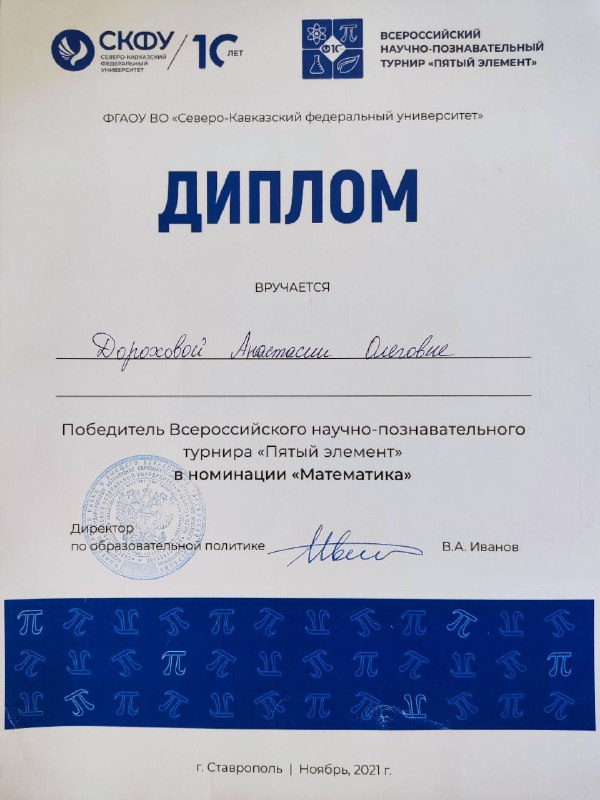 СКФУ
СЕВЕРО-КАВКАЗСКИЙ
ФЕДЕРАЛЬНЫЙ
УНИВЕРСИТЕТ
10 ЛЕТ
ВСЕРОССИЙСКИЙ
НАУЧНО-ПОЗНАВАТЕЛЬНЫЙ
ТУРНИР «ПЯТЫЙ ЭЛЕМЕНТ»
ФГАОУ ВО «Северо-Кавказский федеральный университет»
ДИПЛОМ
ВРУЧАЕТСЯ
Дороховой Анастасии Олеговне
Победитель Всероссийского научно-познавательного
турнира «Пятый элемент»
в номинации «Математика»
Директор
по образовательной политике
В.А. Иванов
г. Ставрополь | Ноябрь, 2021 г.